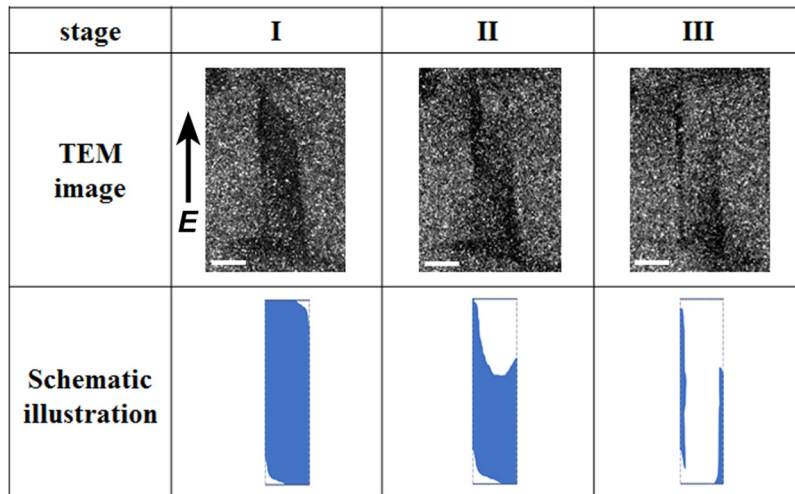 stage
I
II
III
TEM
image
E
Schematic
illustration